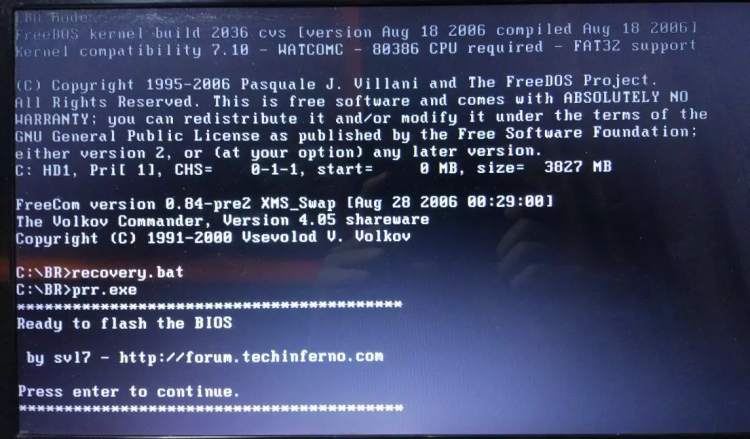 LBA mode
FreeDOS kernel build 2036 cvs [version Aug 18 2006 compiled Aug 18 2006]
Kernel compatibility 7.10 - WATCOMC - 80386 CPU required - FAT32 support
(C) Copyright 1995-2006 Pasquale J. Villani and The FreeDOS Project.
All Rights Reserved. This is free software and comes with ABSOLUTELY NO
WARRANTY; you can redistribute it and/or modify it under the terms of the
GNU General Public License as published by the Free Software Foundation;
either version 2, or (at your option) any later version.
C: HD1, Pri[ 1], CHS=    0-1-1, start=     0 MB, size=  3827 MB
FreeCom version 0.84-pre2 XMS_Swap [Aug 28 2006 00:29:00]
The Volkov Commander, Version 4.05 shareware
Copyright (C) 1991-2000 Vsevolod V. Volkov
C:\BR>recovery.bat
C:\BR>prr.exe
******************************************
Ready to flash the BIOS
by svl7 - http://forum.techinferno.com
Press enter to continue.
******************************************